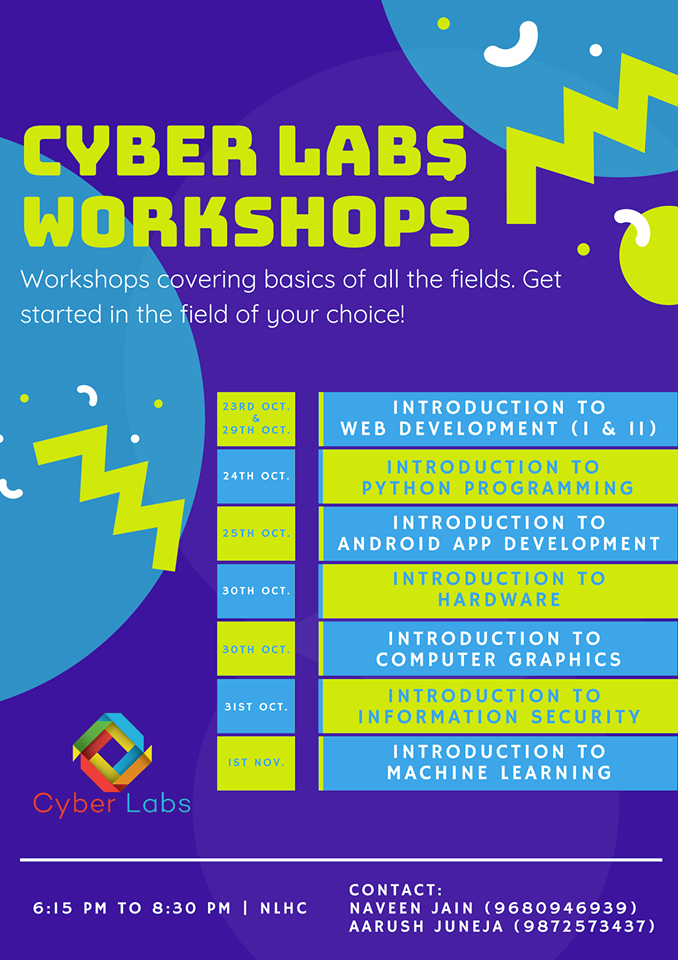 CYBER LABS
WORKSHOPS
Workshops covering basics of all the fields. Get
started in the field of your choice!
23RD OCT.
&
29TH OCT.
INTRODUCTION TO
WEB DEVELOPMENT (I & II)
24TH OCT.
INTRODUCTION TO
PYTHON PROGRAMMING
25TH OCT.
INTRODUCTION TO
ANDROID APP DEVELOPMENT
30TH OCT.
INTRODUCTION TO
HARDWARE
30TH OCT.
INTRODUCTION TO
COMPUTER GRAPHICS
31ST OCT.
INTRODUCTION TO
INFORMATION SECURITY
1ST NOV.
INTRODUCTION TO
MACHINE LEARNING
Cyber Labs
6:15 PM TO 8:30 PM | NLHC
CONTACT:
NAVEEN JAIN (9680946939)
AARUSH JUNEJA (9872573437)